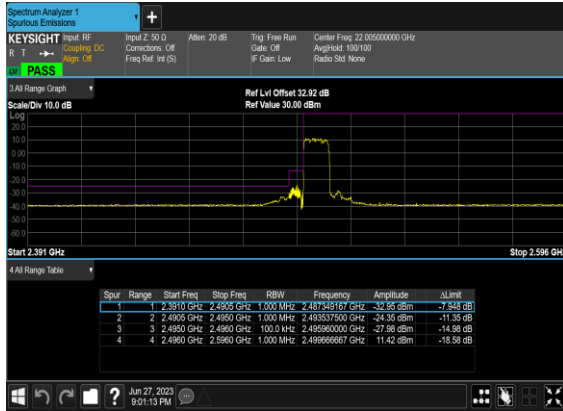 Spectrum Analyzer 1
Spurious Emissions
+
KEYSIGHT Input: RF Input Z: 50 Ω Atten: 20 dB Trig: Free Run Center Freq: 22.005000000 GHz
R T Coupling: DC Corrections: Off Gate: Off Avg|Hold: 100/100
Align: Off Freq Ref: Int (S) IF Gain: Low Radio Std: None
PASS
3 All Range Graph
Ref Lvl Offset 32.92 dB
Scale/Div 10.0 dB Ref Value 30.00 dBm
Log
20.0
10.0
0.00
-10.0
-20.0
-30.0
-40.0
-50.0
-60.0
Start 2.391 GHz Stop 2.596 GHz
4 All Range Table
Spur Range Start Freq Stop Freq RBW Frequency Amplitude ΔLimit
1 1 2.3910 GHz 2.4905 GHz 1.000 MHz 2.487349167 GHz -32.95 dBm -7.948 dB
2 2 2.4905 GHz 2.4950 GHz 1.000 MHz 2.493537500 GHz -24.35 dBm -11.35 dB
3 3 2.4950 GHz 2.4960 GHz 100.0 kHz 2.495960000 GHz -27.98 dBm -14.98 dB
4 4 2.4960 GHz 2.5960 GHz 1.000 MHz 2.499666667 GHz 11.42 dBm -18.58 dB
?
Jun 27, 2023
9:01:13 PM